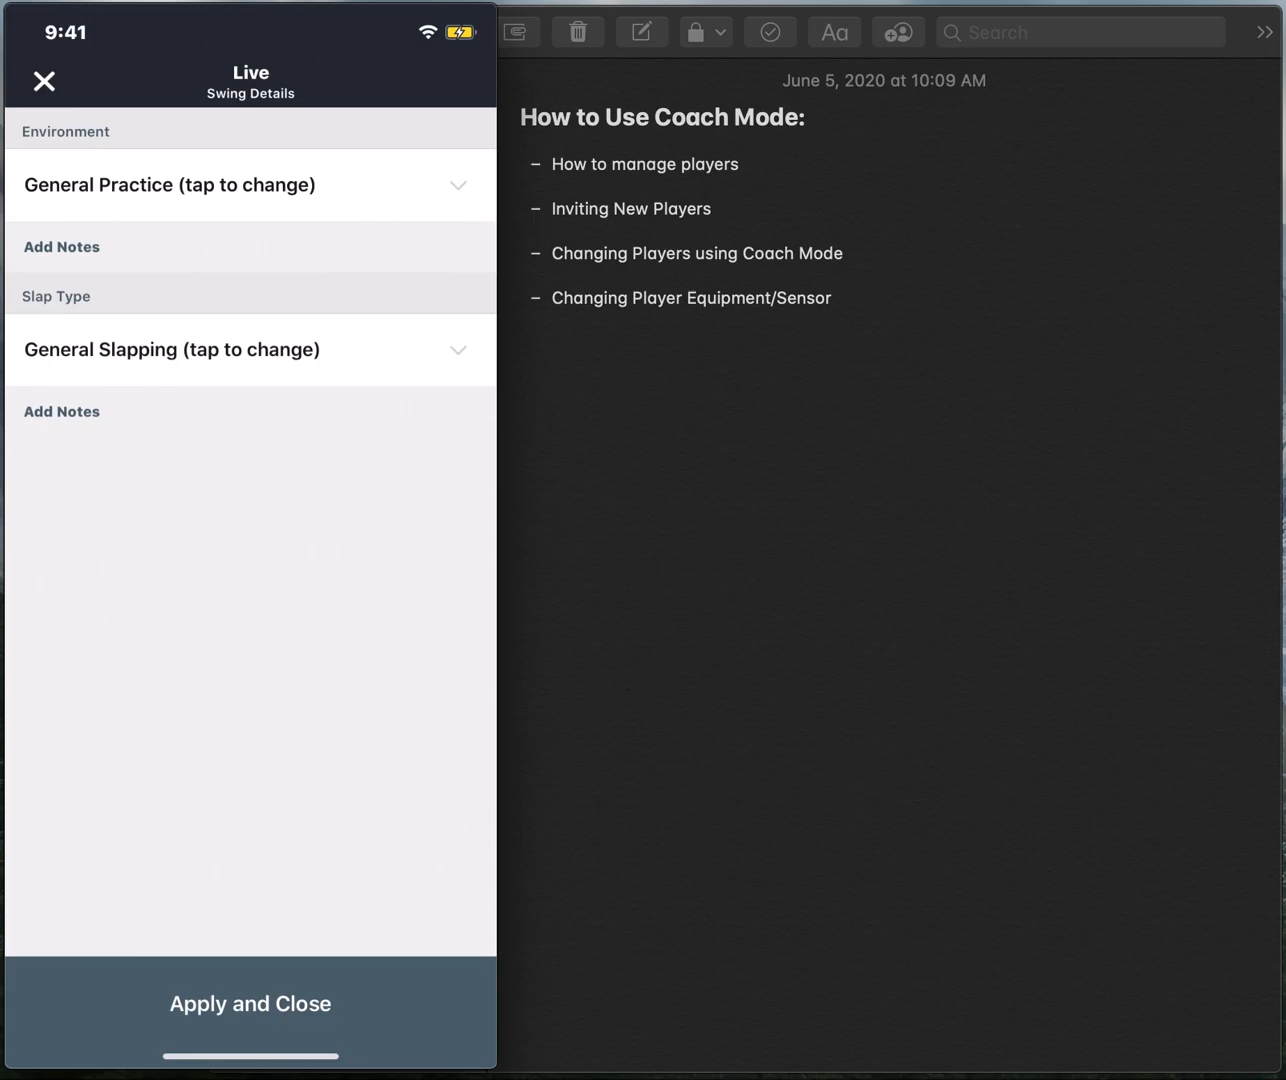 9:41
Live
Swing Details
Environment
General Practice (tap to change)
Add Notes
Slap Type
General Slapping (tap to change)
Add Notes
Apply and Close
Aa
Search
June 5, 2020 at 10:09 AM
How to Use Coach Mode:
– How to manage players
– Inviting New Players
– Changing Players using Coach Mode
– Changing Player Equipment/Sensor